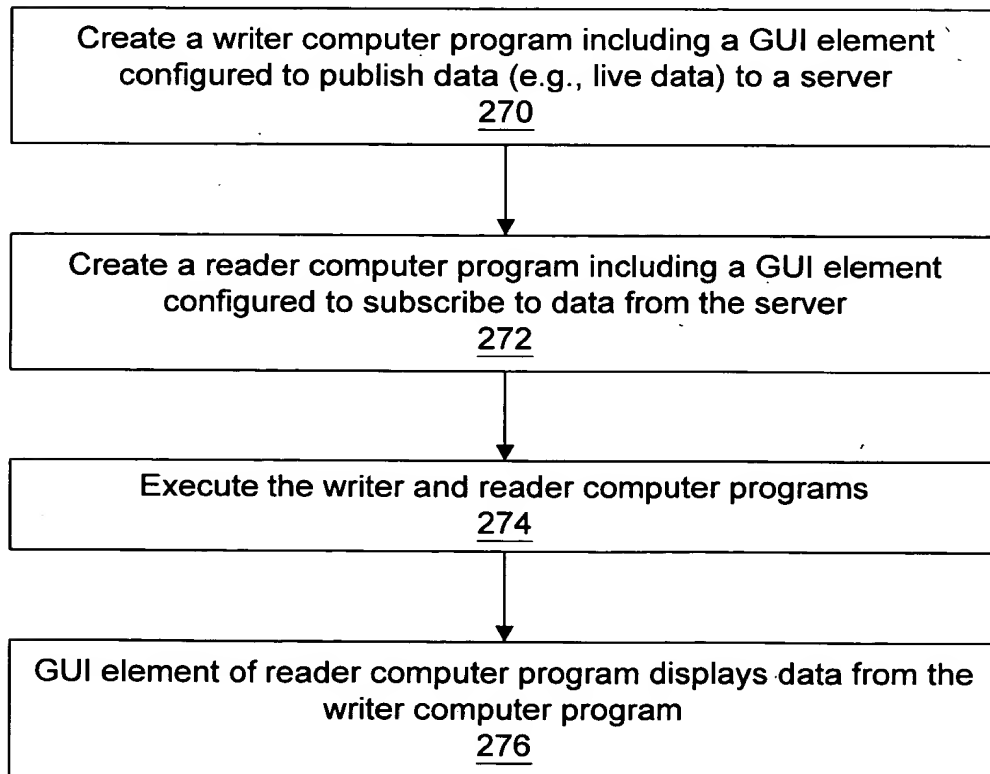 Create a writer computer program including a GUI element
configured to publish data (e.g., live data) to a server
270
Create a reader computer program including a GUI element
configured to subscribe to data from the server
272
Execute the writer and reader computer programs
274
GUI element of reader computer program displays data from the
writer computer program
276